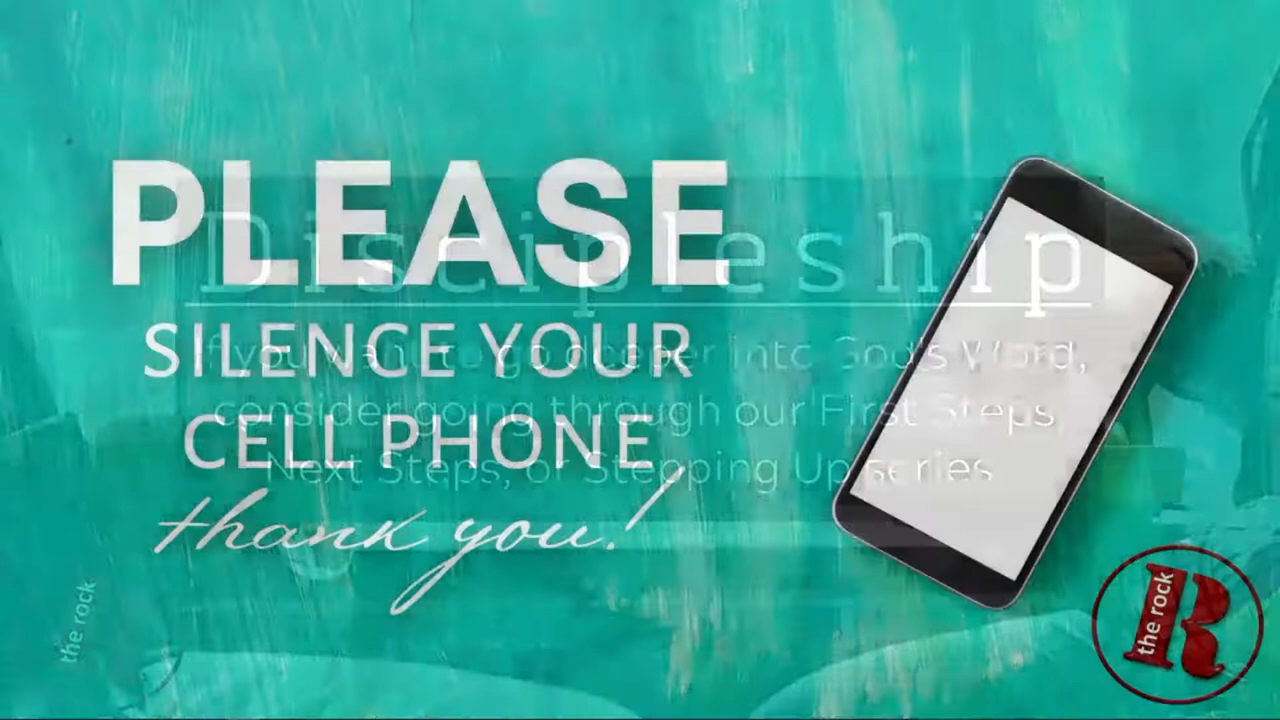 PLEASE
SILENCE YOUR
CELL PHONE
thank you!
Discipleship
If you want to go deeper into God's Word,
consider going through our First Steps,
Next Steps, or Stepping Up series
the rock
the rock
R